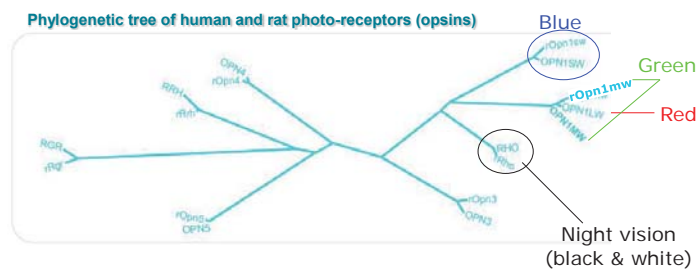 Phylogenetic tree of human and rat photo-receptors (opsins)
Blue
rOpn1sw
OPN1SW
Green
rOpn1mw
OPN1LW
OPN1MW
Red
OPN4
rOpn4
RRH
rRrh
RGR
RHO
rRho
rOpn3
OPN3
rOpn5
OPN5
Night vision
(black & white)